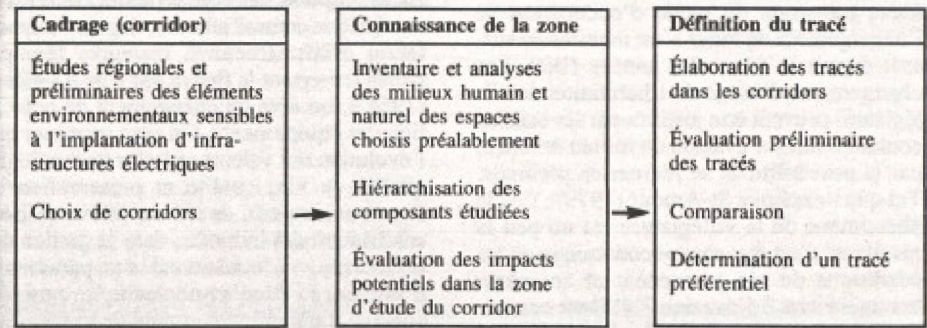 Cadrage (corridor)
Études régionales et
préliminaires des éléments
environnementaux sensibles
à l'implantation d'infra-
structures électriques
Choix de corridors
Connaissance de la zone
Inventaire et analyses
des milieux humain et
naturel des espaces
choisis préalablement
Hiérarchisation des
composants étudiées
Évaluation des impacts
potentiels dans la zone
d'étude du corridor
Définition du tracé
Élaboration des tracés
dans les corridors
Évaluation préliminaire
des tracés
Comparaison
Détermination d'un tracé
préférentiel